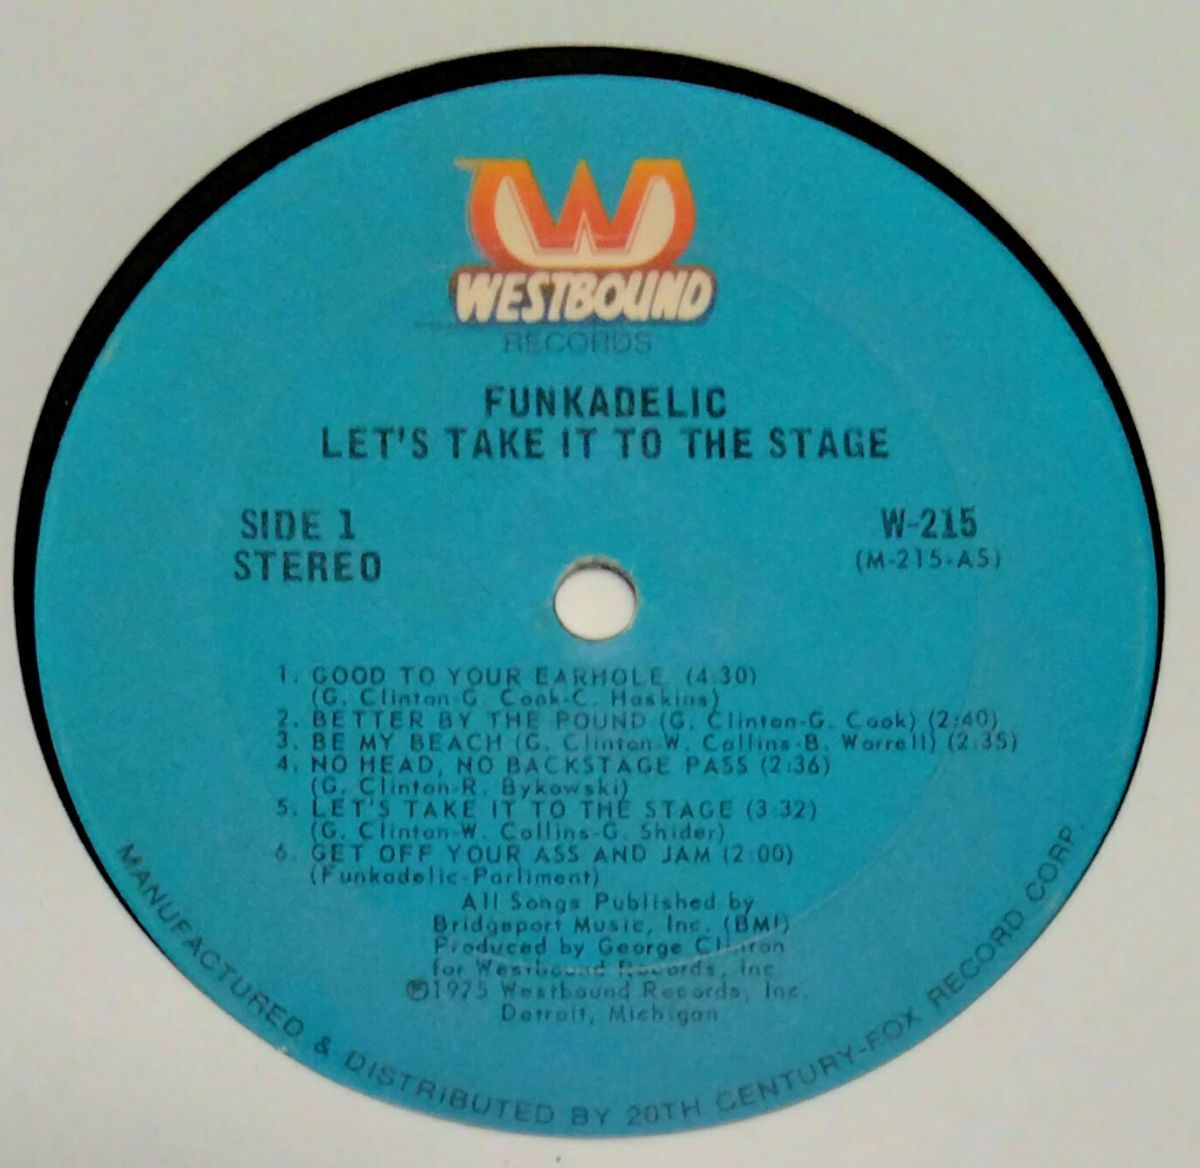 WESTBOUND
RECORDS
FUNKADELIC
LET'S TAKE IT TO THE STAGE
SIDE 1
STEREO
W-215
(M-215-A5)
1. GOOD TO YOUR EARHOLE (4:30)
(G. Clinton-G. Cook-C. Haskins)
2. BETTER BY THE POUND (G. Clinton-G. Cook) (2:40)
3. BE MY BEACH (G. Clinton-W. Collins-B. Worrell) (2:35)
4. NO HEAD, NO BACKSTAGE PASS (2:36)
(G. Clinton-R. Bykowski)
5. LET'S TAKE IT TO THE STAGE (3:32)
(G. Clinton-W. Collins-G. Shider)
6. GET OFF YOUR ASS AND JAM (2:00)
(Funkadelic-Parliment)
All Songs Published by
Bridgeport Music, Inc. (BMI)
Produced by George Clinton
for Westbound Records, Inc.
℗1975 Westbound Records, Inc.
Detroit, Michigan
MANUFACTURED & DISTRIBUTED BY 20TH CENTURY-FOX RECORD CORP.